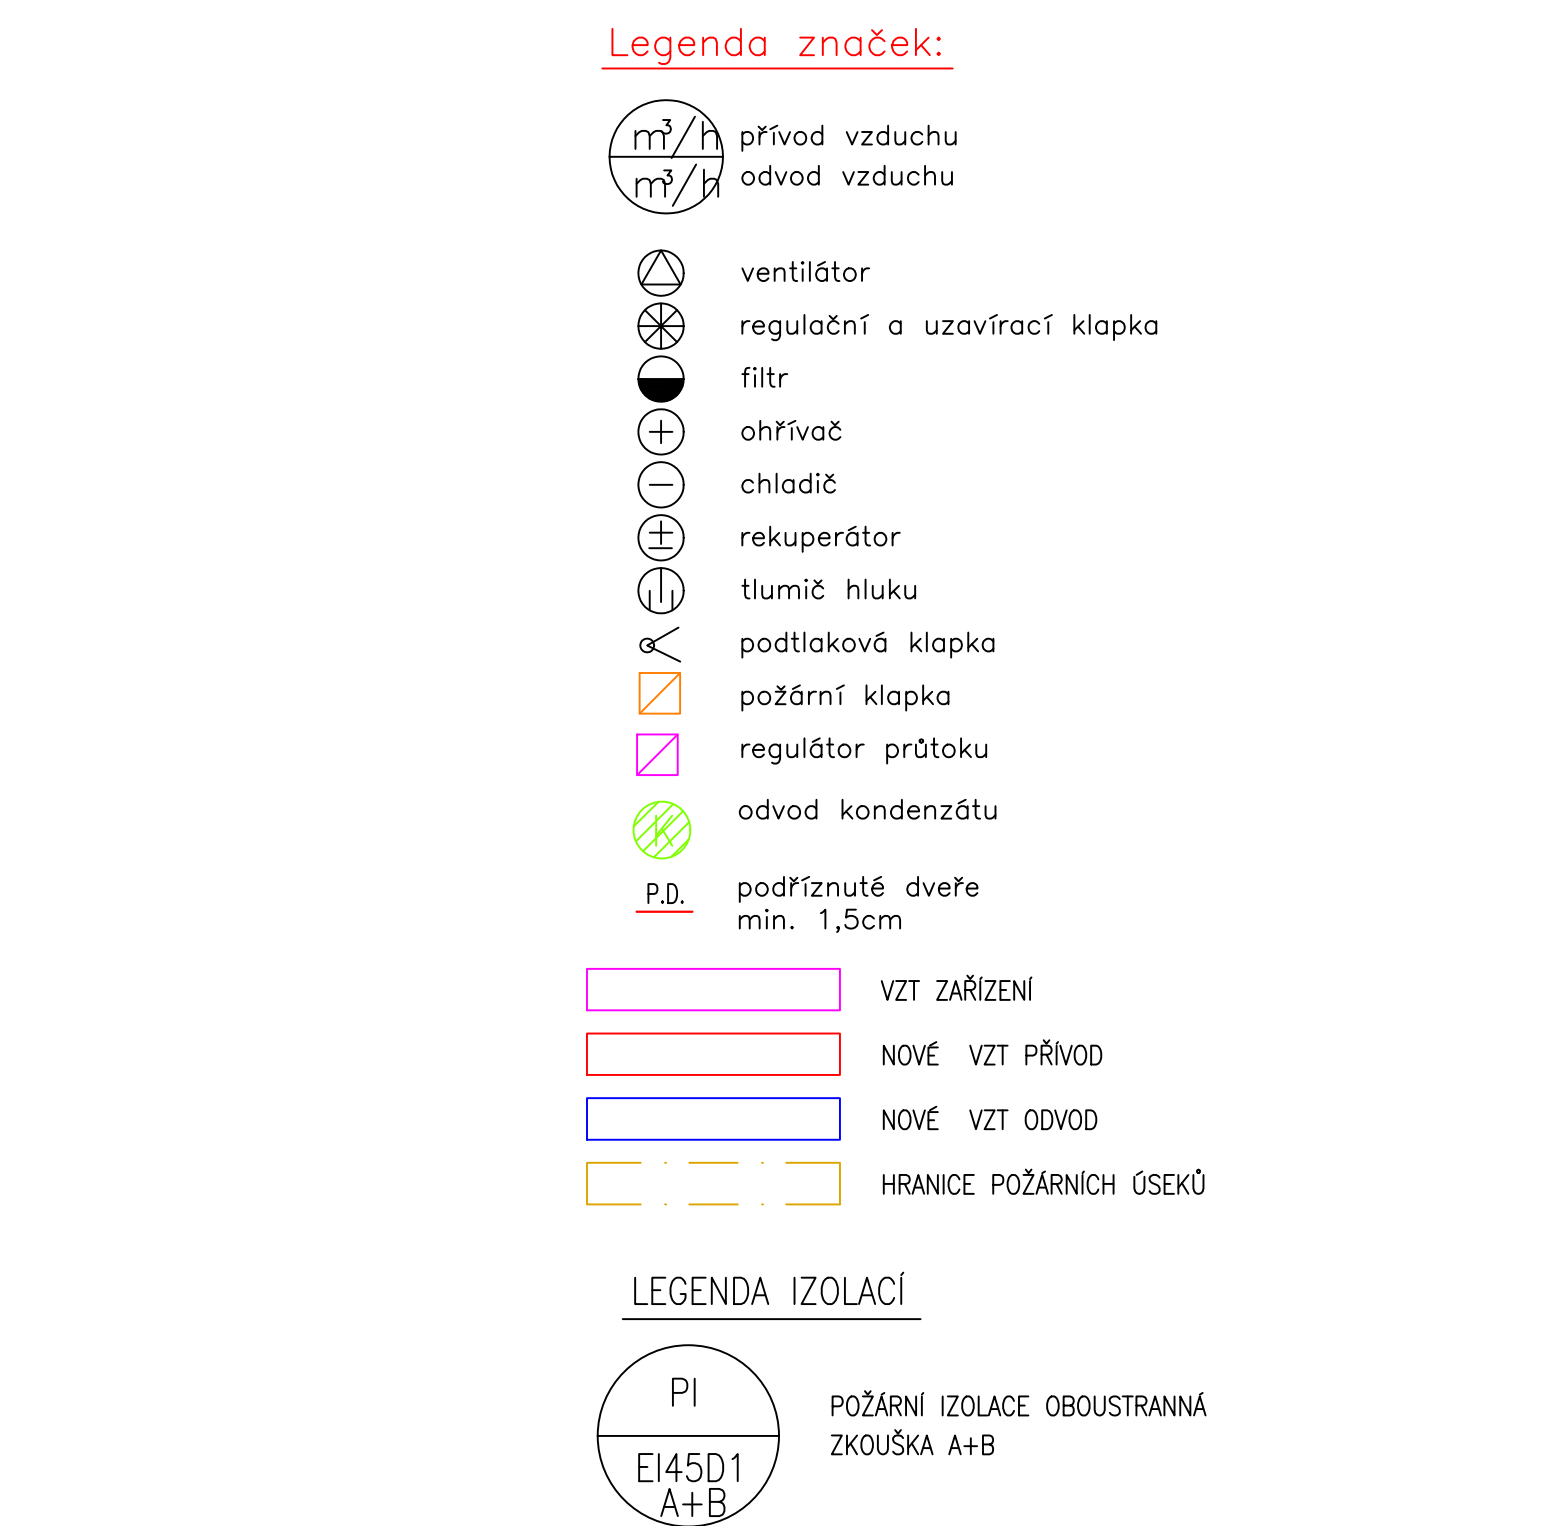 Legenda značek:
m³/h přívod vzduchu
m³/h odvod vzduchu
ventilátor
regulační a uzavírací klapka
filtr
ohřívač
chladič
rekuperátor
tlumič hluku
podtlaková klapka
požární klapka
regulátor průtoku
K odvod kondenzátu
P.D. podříznuté dveře
min. 1,5cm
VZT ZAŘÍZENÍ
NOVÉ VZT PŘÍVOD
NOVÉ VZT ODVOD
HRANICE POŽÁRNÍCH ÚSEKŮ
LEGENDA IZOLACÍ
PI
EI45D1
A+B
POŽÁRNÍ IZOLACE OBOUSTRANNÁ
ZKOUŠKA A+B